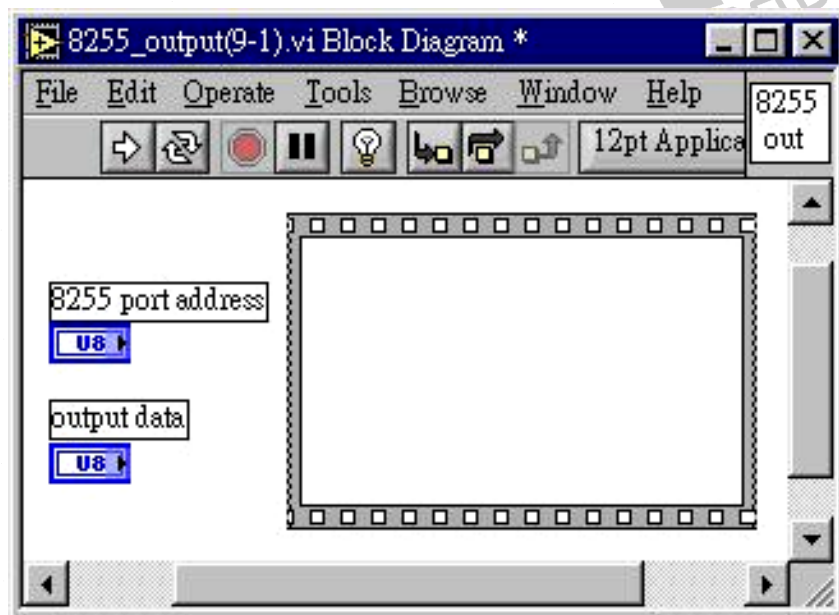 8255_output(9-1).vi Block Diagram *
File Edit Operate Tools Browse Window Help
8255
out
12pt Applica
8255 port address
U8
output data
U8